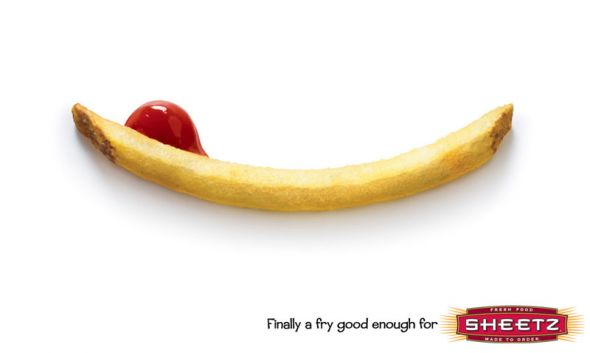 Finally a fry good enough for
FRESH FOOD
SHEETZ
MADE TO ORDER